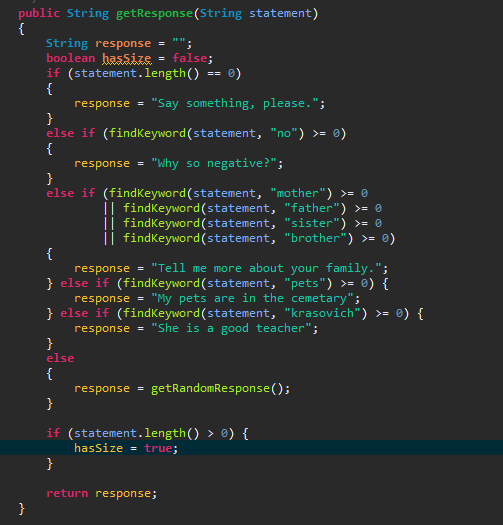 public String getResponse(String statement)
{
    String response = "";
    boolean hasSize = false;
    if (statement.length() == 0)
    {
        response = "Say something, please.";
    }
    else if (findKeyword(statement, "no") >= 0)
    {
        response = "Why so negative?";
    }
    else if (findKeyword(statement, "mother") >= 0
            || findKeyword(statement, "father") >= 0
            || findKeyword(statement, "sister") >= 0
            || findKeyword(statement, "brother") >= 0)
    {
        response = "Tell me more about your family.";
    } else if (findKeyword(statement, "pets") >= 0) {
        response = "My pets are in the cemetary";
    } else if (findKeyword(statement, "krasovich") >= 0) {
        response = "She is a good teacher";
    }
    else
    {
        response = getRandomResponse();
    }

    if (statement.length() > 0) {
        hasSize = true;
    }

    return response;
}